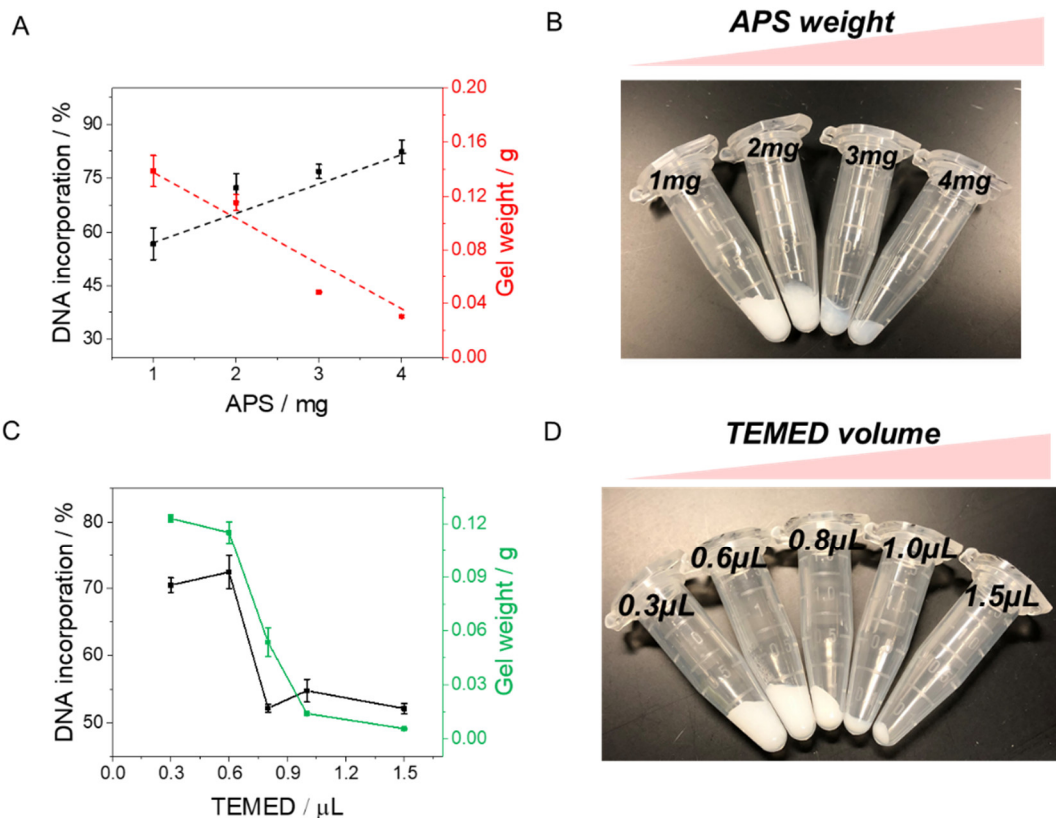 A
DNA incorporation / %
90
75
60
45
30
0.20
0.16
0.12
0.08
0.04
0.00
Gel weight / g
1 2 3 4
APS / mg
B
APS weight
1mg
2mg
3mg
4mg
C
DNA incorporation / %
80
70
60
50
0.12
0.09
0.06
0.03
0.00
Gel weight / g
0.0 0.3 0.6 0.9 1.2 1.5
TEMED / μL
D
TEMED volume
0.3μL
0.6μL
0.8μL
1.0μL
1.5μL